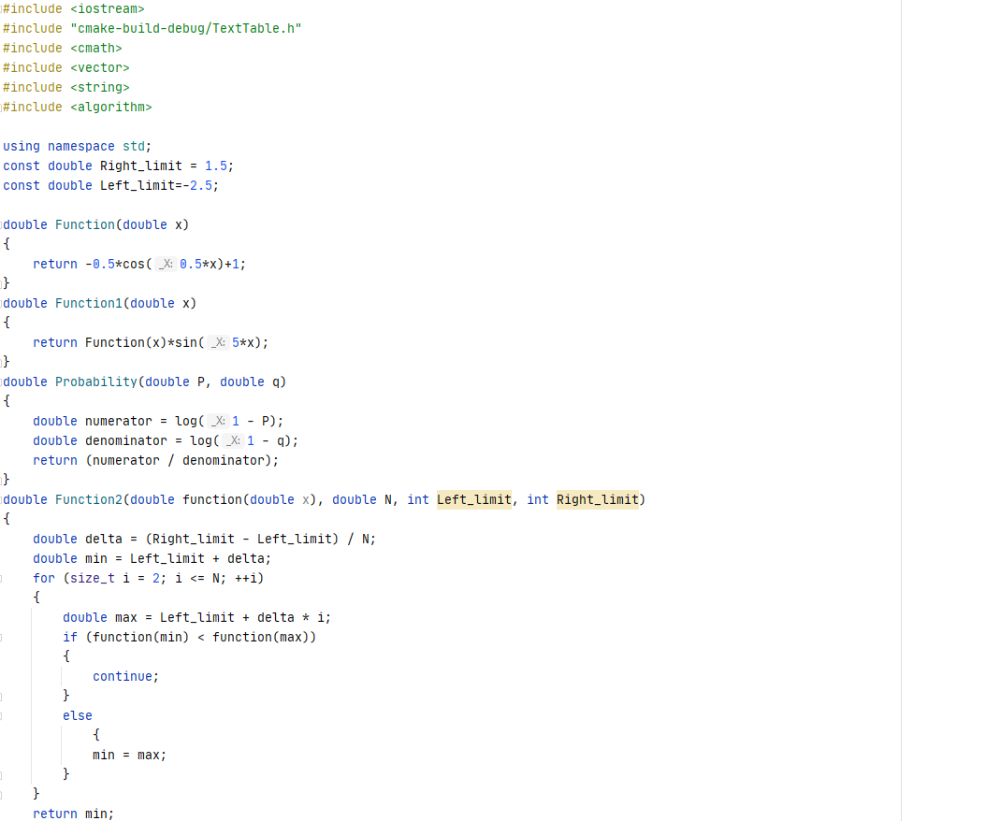 #include <iostream>
#include "cmake-build-debug/TextTable.h"
#include <cmath>
#include <vector>
#include <string>
#include <algorithm>

using namespace std;
const double Right_limit = 1.5;
const double Left_limit=-2.5;

double Function(double x)
{
    return -0.5*cos( _X: 0.5*x)+1;
}
double Function1(double x)
{
    return Function(x)*sin( _X: 5*x);
}
double Probability(double P, double q)
{
    double numerator = log( _X: 1 - P);
    double denominator = log( _X: 1 - q);
    return (numerator / denominator);
}
double Function2(double function(double x), double N, int Left_limit, int Right_limit)
{
    double delta = (Right_limit - Left_limit) / N;
    double min = Left_limit + delta;
    for (size_t i = 2; i <= N; ++i)
    {
        double max = Left_limit + delta * i;
        if (function(min) < function(max))
        {
            continue;
        }
        else
            {
            min = max;
        }
    }
    return min;